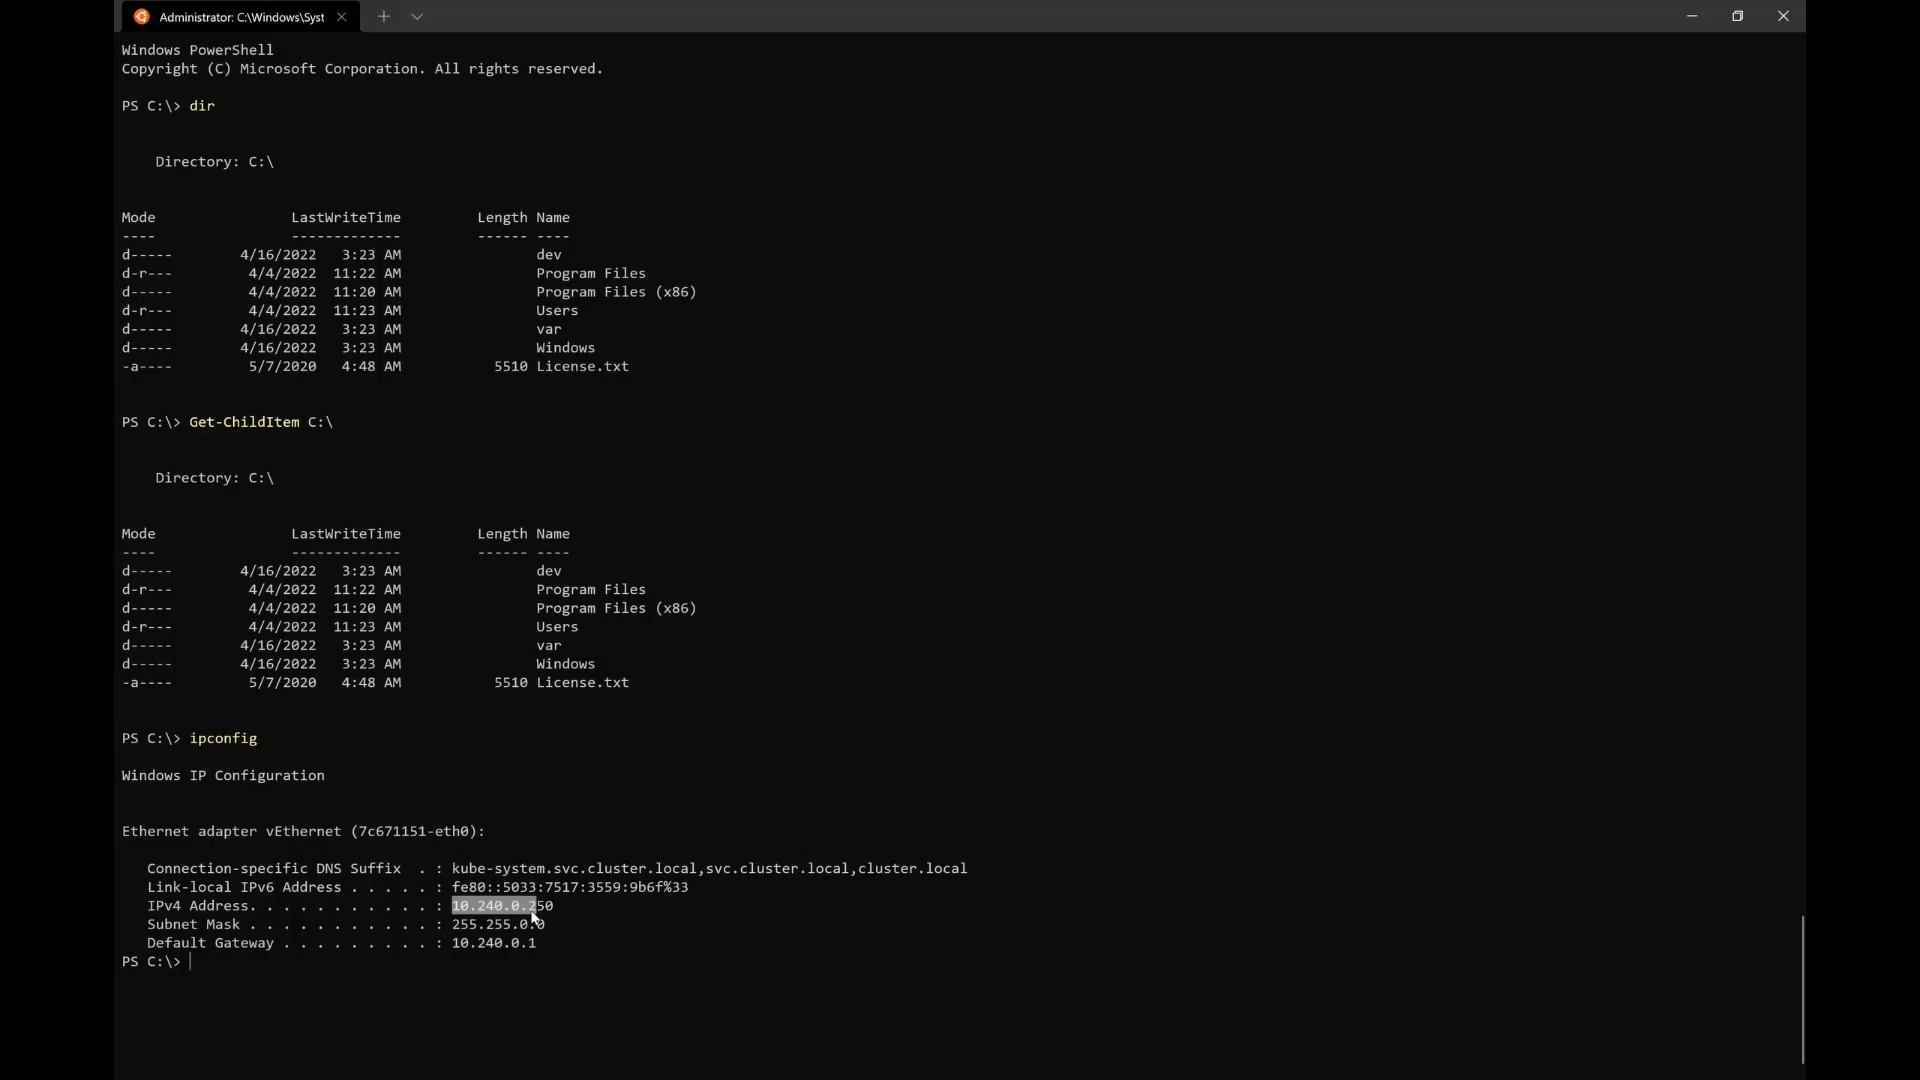 Administrator: C:\Windows\Syst
Windows PowerShell
Copyright (C) Microsoft Corporation. All rights reserved.
PS C:\> dir
Directory: C:\
Mode LastWriteTime Length Name
---- ------------- ------ ----
d----- 4/16/2022 3:23 AM dev
d-r--- 4/4/2022 11:22 AM Program Files
d----- 4/4/2022 11:20 AM Program Files (x86)
d-r--- 4/4/2022 11:23 AM Users
d----- 4/16/2022 3:23 AM var
d----- 4/16/2022 3:23 AM Windows
-a---- 5/7/2020 4:48 AM 5510 License.txt
PS C:\> Get-ChildItem C:\
Directory: C:\
Mode LastWriteTime Length Name
---- ------------- ------ ----
d----- 4/16/2022 3:23 AM dev
d-r--- 4/4/2022 11:22 AM Program Files
d----- 4/4/2022 11:20 AM Program Files (x86)
d-r--- 4/4/2022 11:23 AM Users
d----- 4/16/2022 3:23 AM var
d----- 4/16/2022 3:23 AM Windows
-a---- 5/7/2020 4:48 AM 5510 License.txt
PS C:\> ipconfig
Windows IP Configuration
Ethernet adapter vEthernet (7c671151-eth0):
Connection-specific DNS Suffix . : kube-system.svc.cluster.local,svc.cluster.local,cluster.local
Link-local IPv6 Address . . . . . : fe80::5033:7517:3559:9b6f%33
IPv4 Address. . . . . . . . . . . : 10.240.0.250
Subnet Mask . . . . . . . . . . . : 255.255.0.0
Default Gateway . . . . . . . . . : 10.240.0.1
PS C:\>